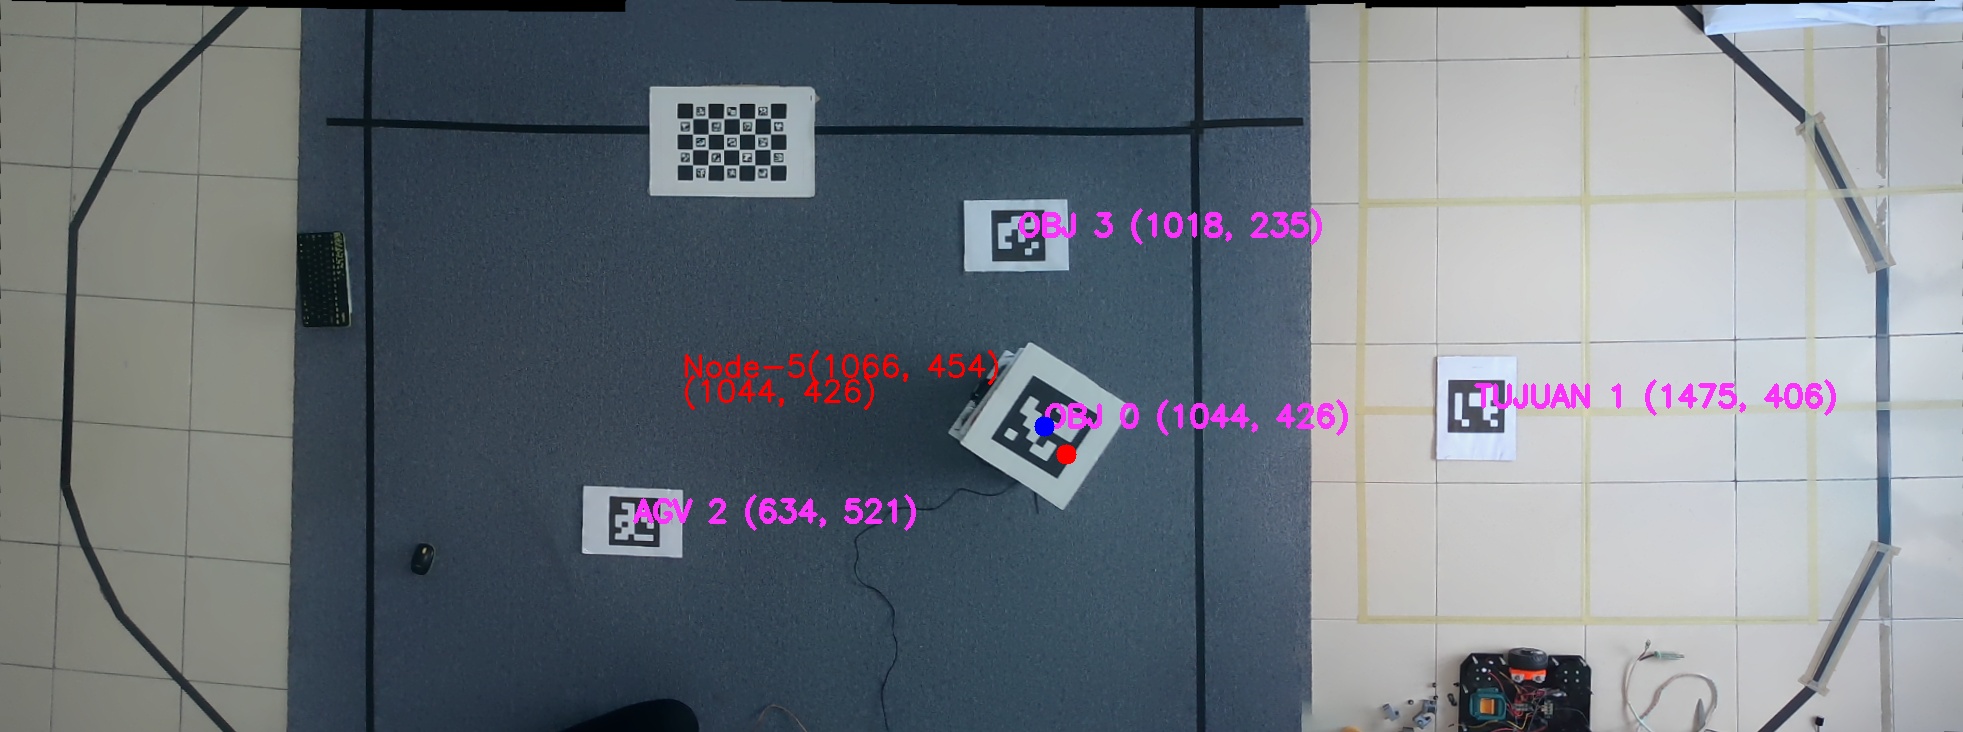 OBJ 3 (1018, 235)
Node-5(1066, 454)
(1044, 426)
TUJUAN 1 (1475, 406)
OBJ 0 (1044, 426)
AGV 2 (634, 521)